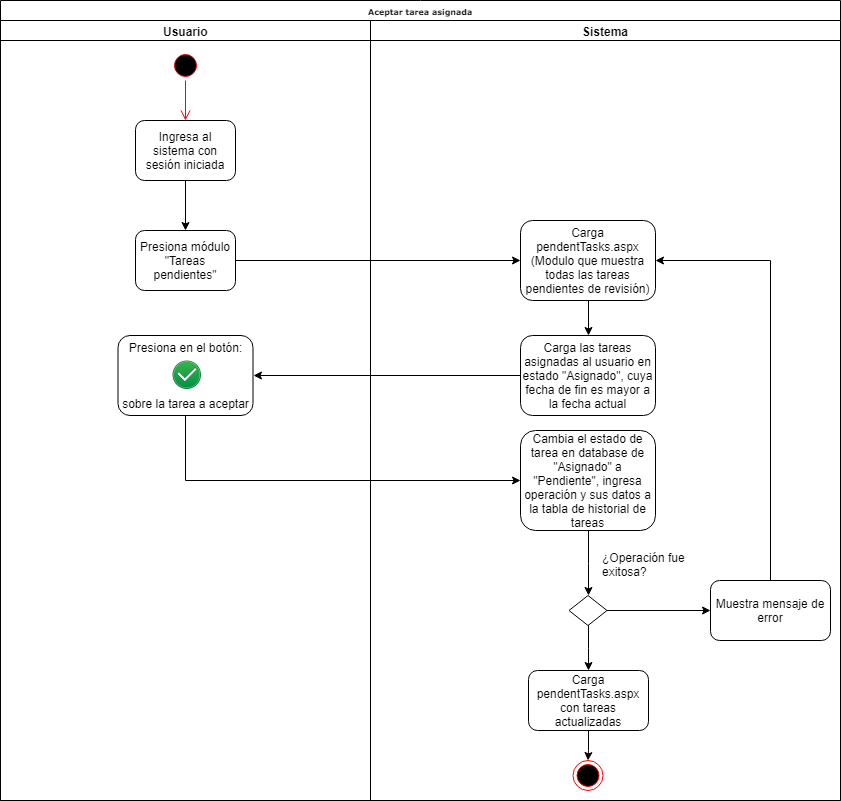 Aceptar tarea asignada
Usuario
Sistema
Ingresa al
sistema con
sesión iniciada
Presiona módulo
"Tareas
pendientes"
Carga
pendentTasks.aspx
(Modulo que muestra
todas las tareas
pendientes de revisión)
Carga las tareas
asignadas al usuario en
estado "Asignado", cuya
fecha de fin es mayor a
la fecha actual
Presiona en el botón:
sobre la tarea a aceptar
Cambia el estado de
tarea en database de
"Asignado" a
"Pendiente", ingresa
operación y sus datos a
la tabla de historial de
tareas
¿Operación fue
exitosa?
Muestra mensaje de
error
Carga
pendentTasks.aspx
con tareas
actualizadas